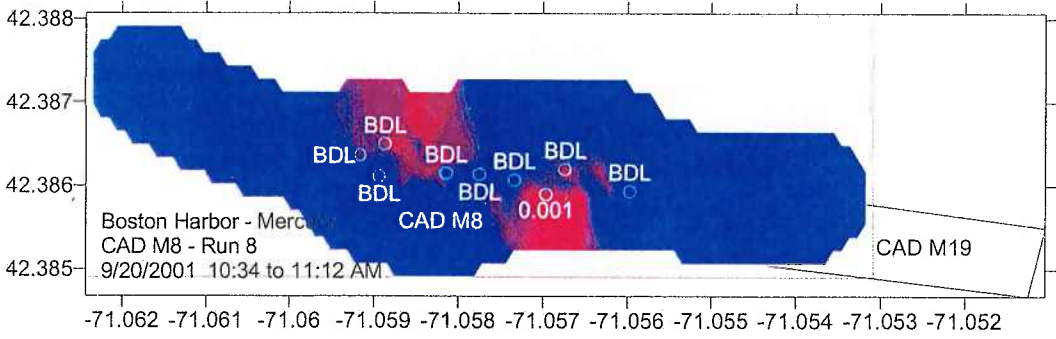 42.388
42.387
42.386
42.385
BDL
BDL
BDL
BDL
BDL
BDL
BDL
BDL
0.001
CAD M8
CAD M19
Boston Harbor -
CAD M8 - Run 8
9/20/2001 10:34 to 11:12 AM
-71.062 -71.061 -71.06 -71.059 -71.058 -71.057 -71.056 -71.055 -71.054 -71.053 -71.052